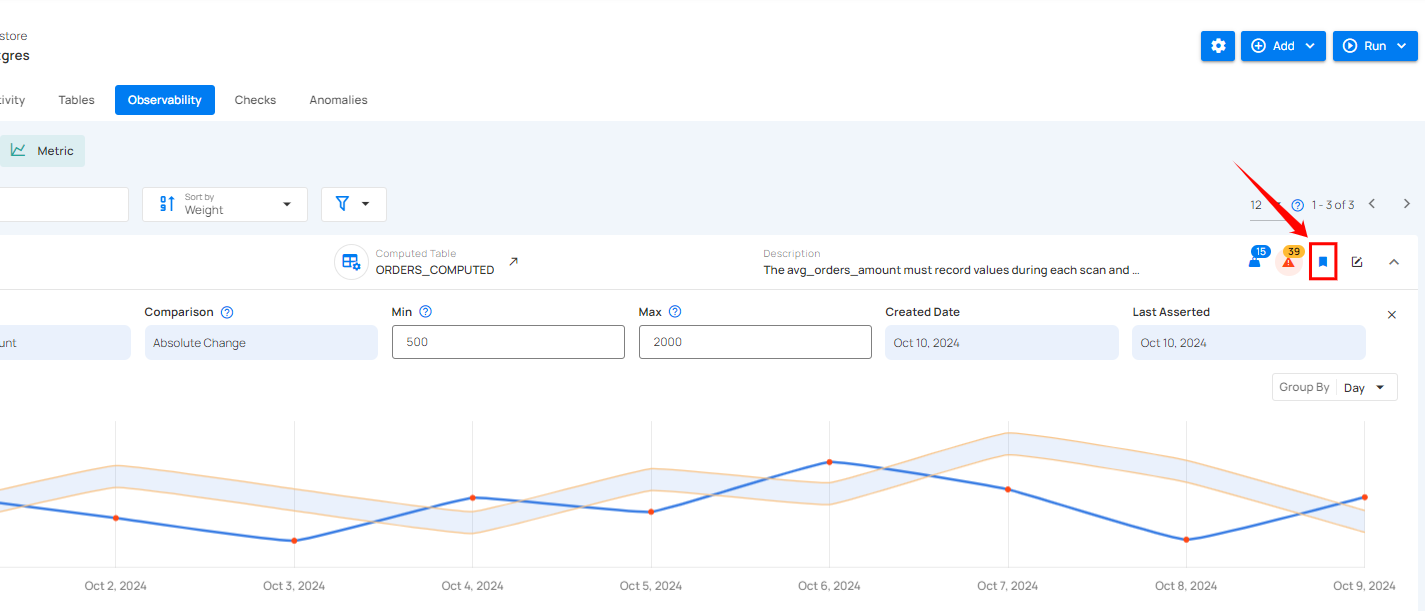 store
gres
Add
Run
ivity
Tables
Observability
Checks
Anomalies
Metric
Sort by
Weight
12
1 - 3 of 3
Computed Table
ORDERS_COMPUTED
Description
The avg_orders_amount must record values during each scan and ...
15
39
Comparison
Min
Max
Created Date
Last Asserted
unt
Absolute Change
500
2000
Oct 10, 2024
Oct 10, 2024
Group By
Day
Oct 2, 2024
Oct 3, 2024
Oct 4, 2024
Oct 5, 2024
Oct 6, 2024
Oct 7, 2024
Oct 8, 2024
Oct 9, 2024